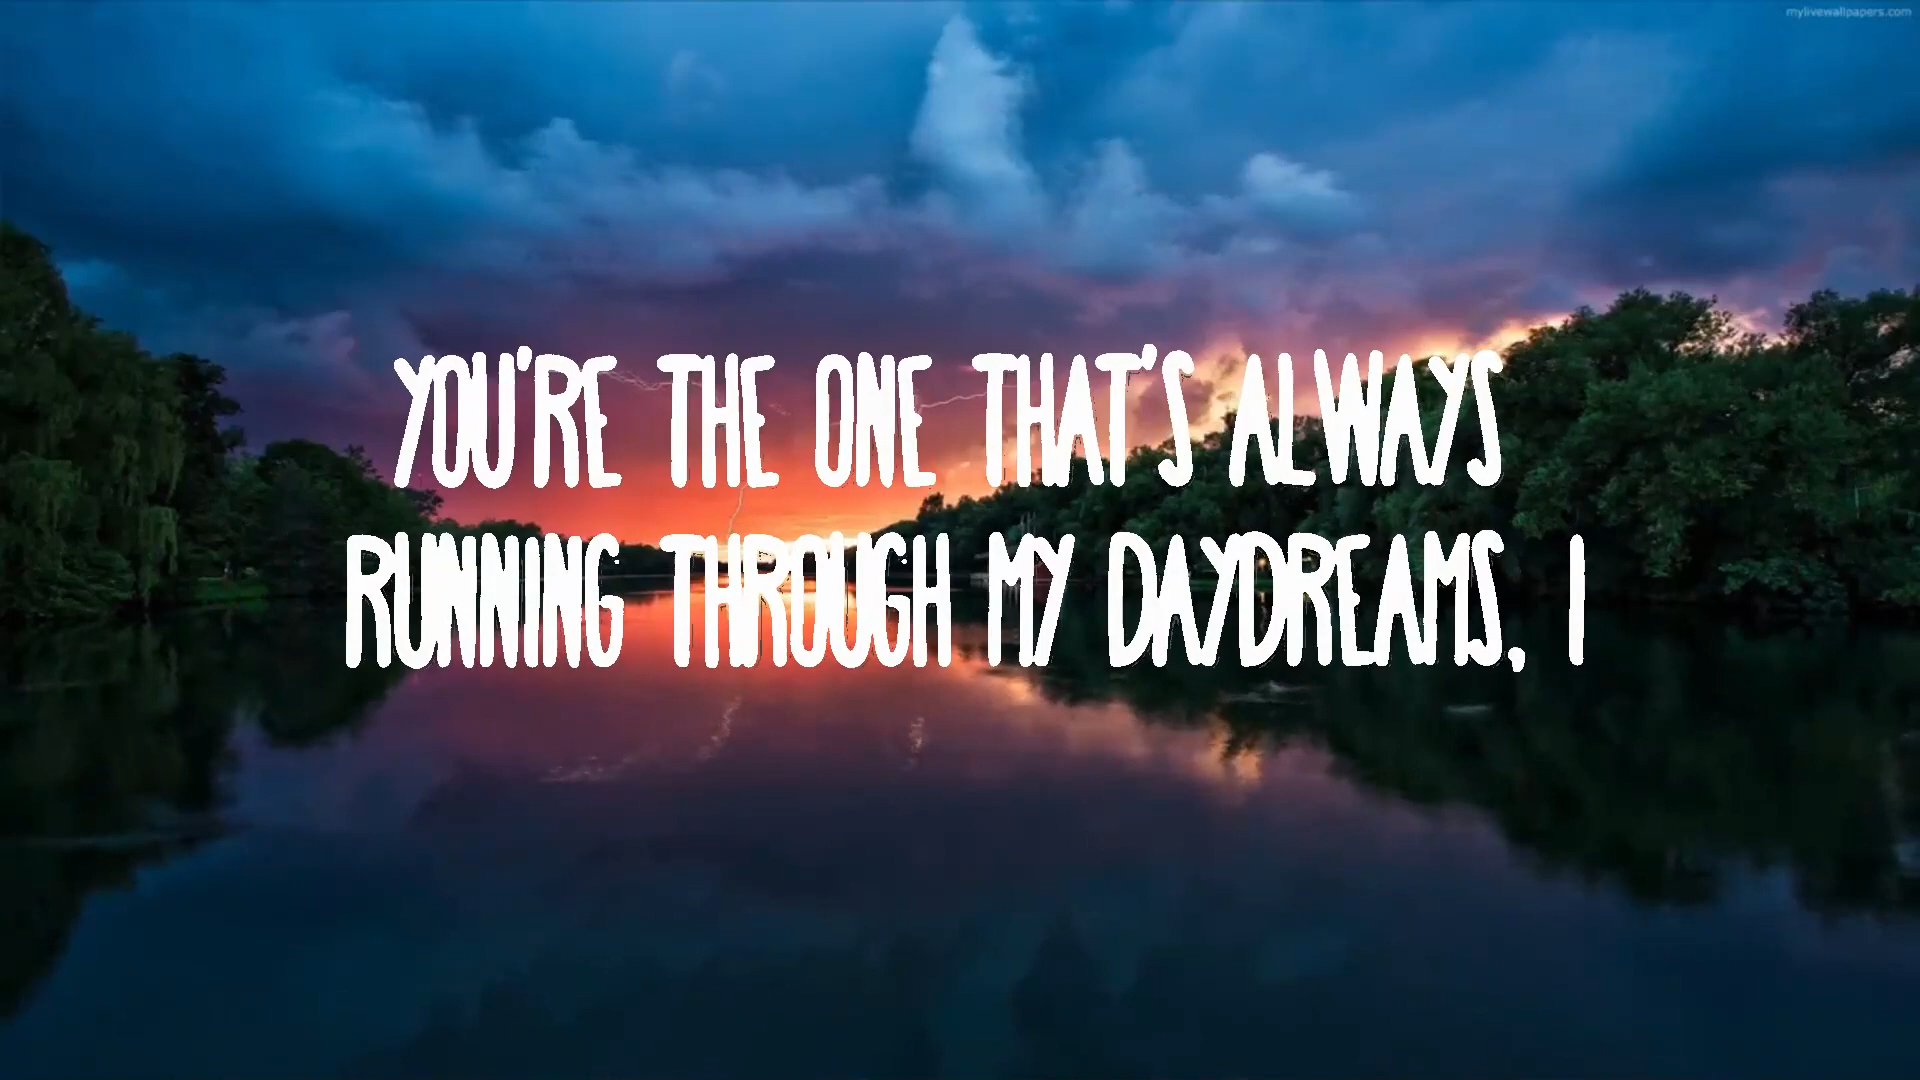 mylivewallpapers.com
YOU'RE THE ONE THAT'S ALWAYS
RUNNING THROUGH MY DAYDREAMS, I